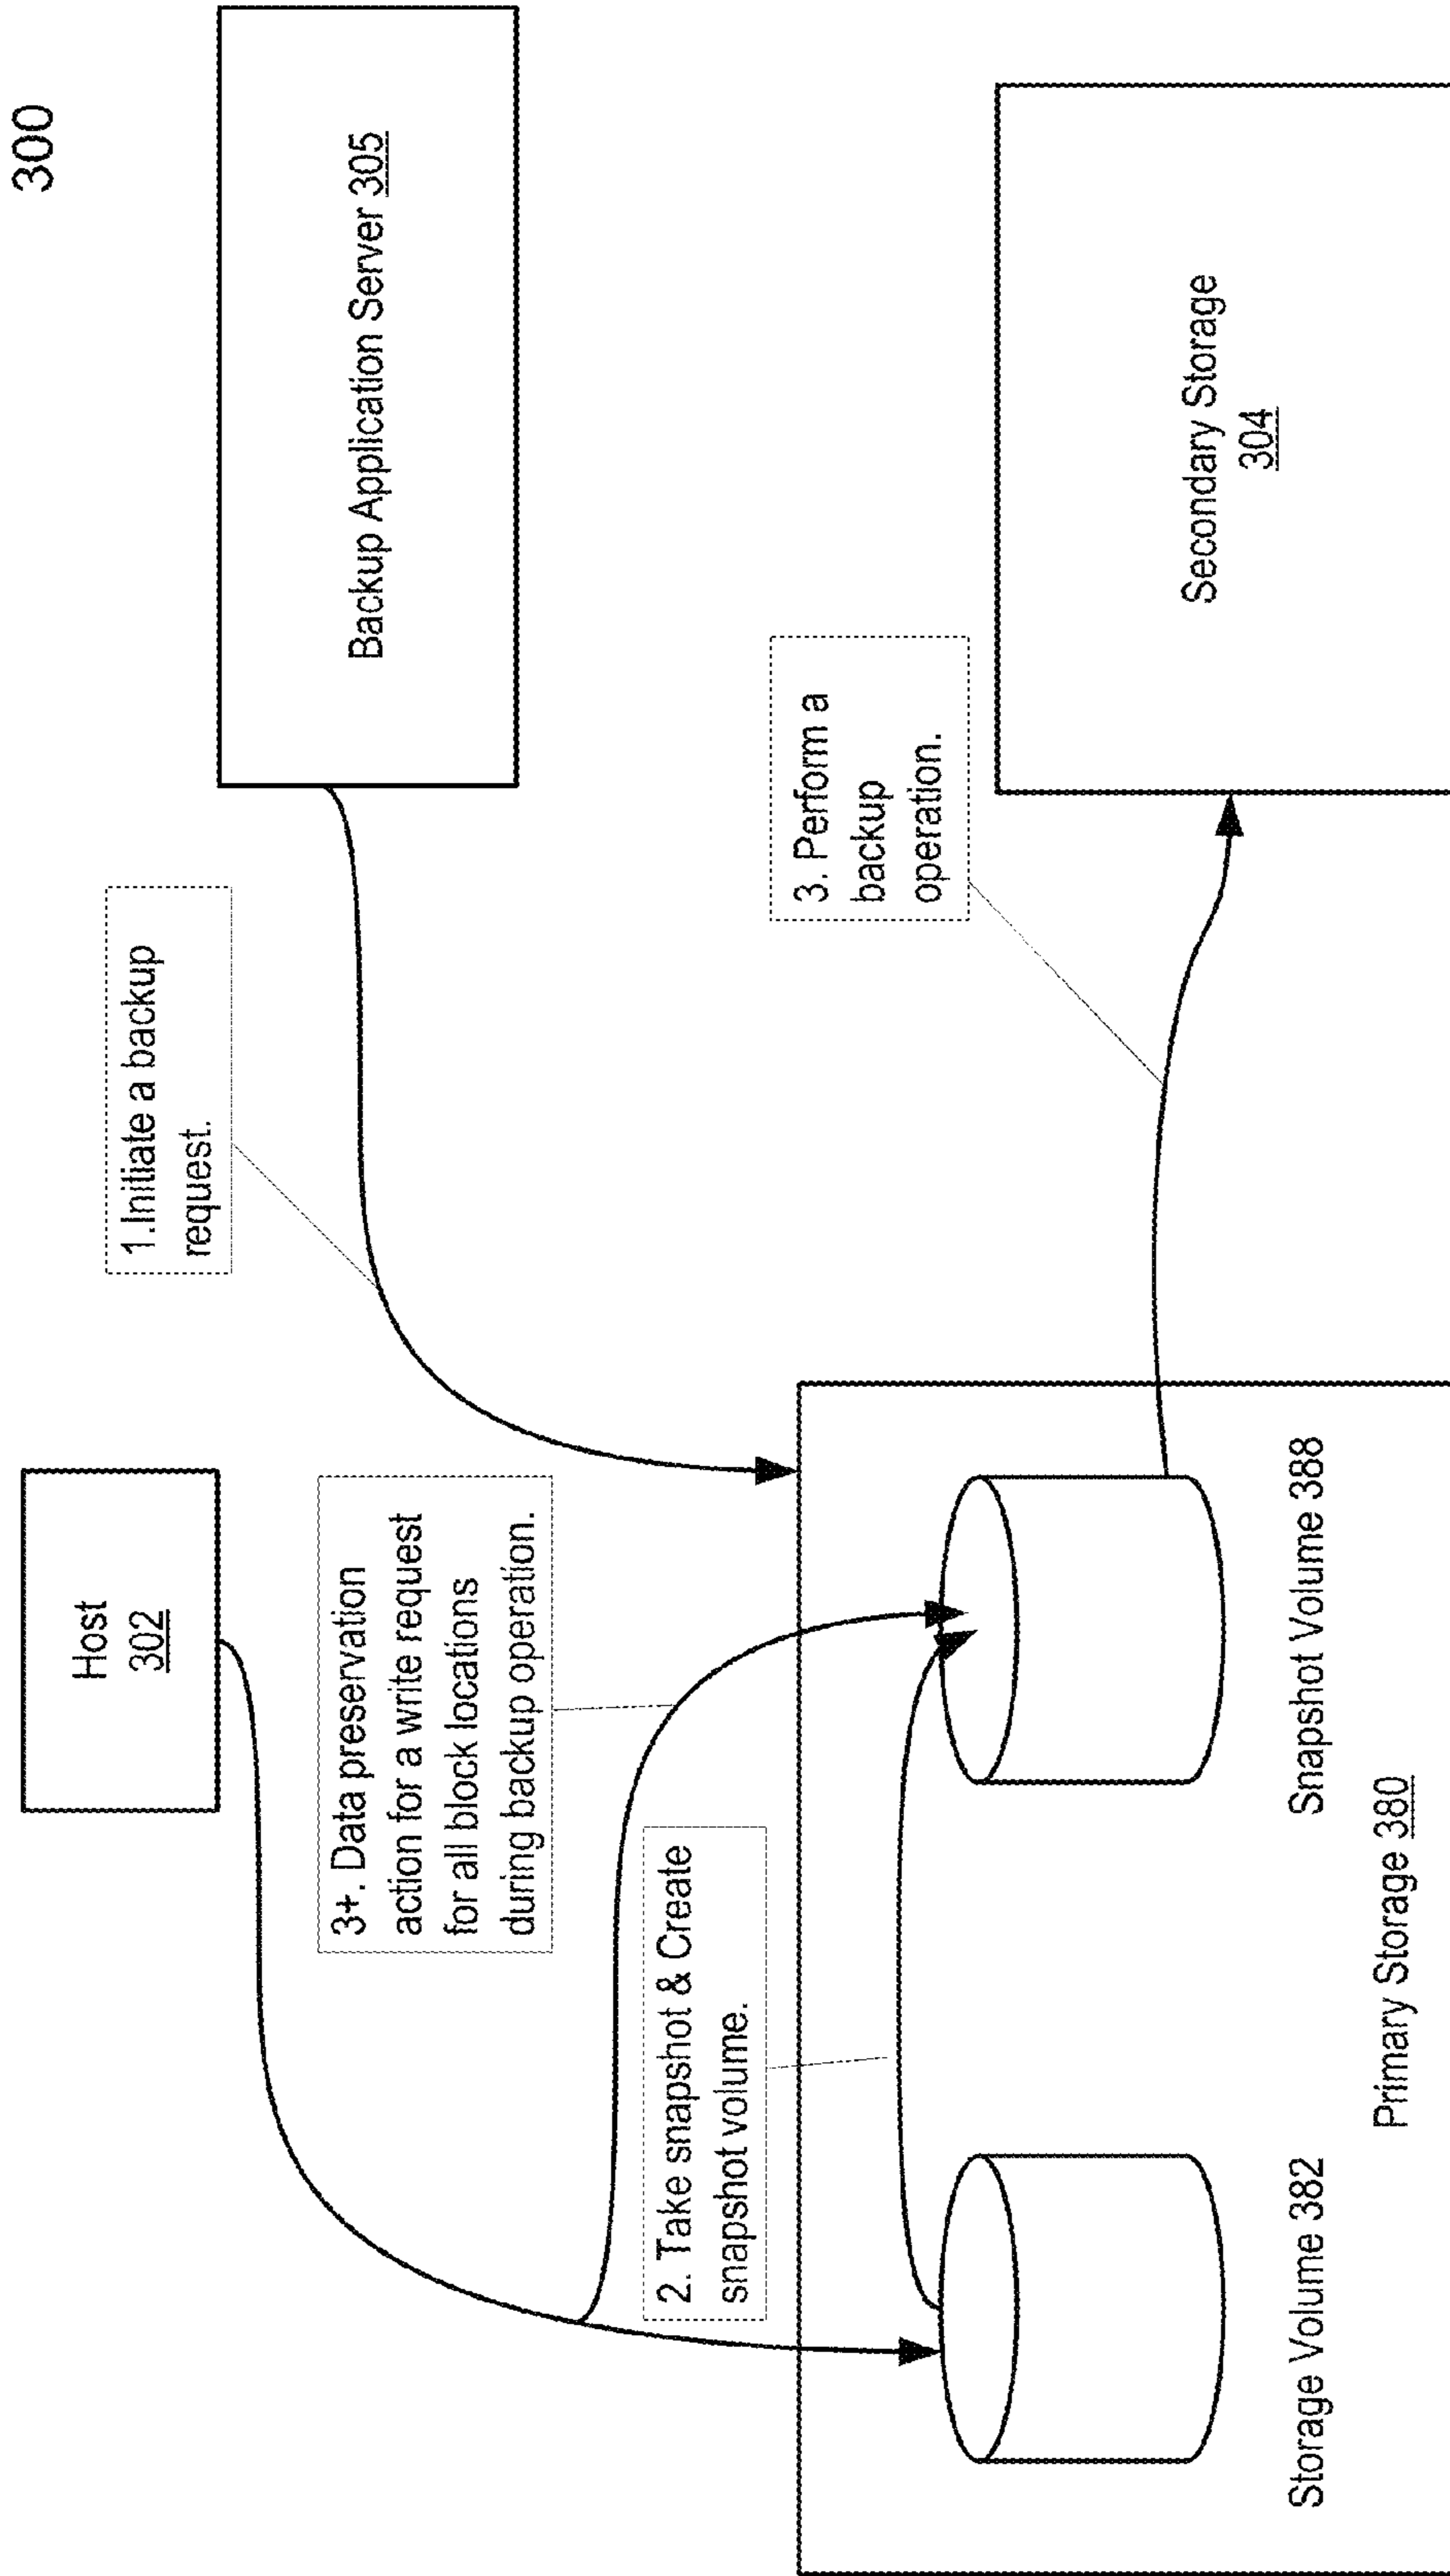 300
Host
302
Backup Application Server 305
1.Initiate a backup
request.
3+. Data preservation
action for a write request
for all block locations
during backup operation.
2. Take snapshot & Create
snapshot volume.
3. Perform a
backup
operation.
Secondary Storage
304
Storage Volume 382
Snapshot Volume 388
Primary Storage 380